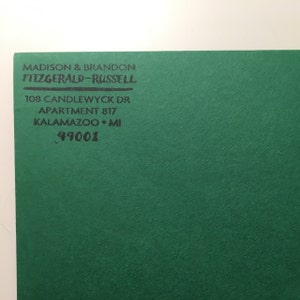 MADISON & BRANDON
FITZGERALD-RUSSELL
108 CANDLEWYCK DR
APARTMENT 817
KALAMAZOO • MI
49001